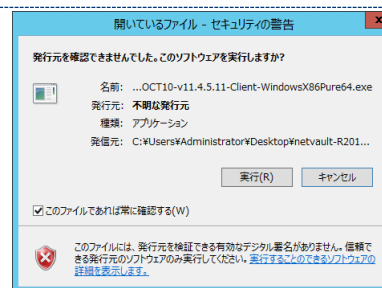 開いているファイル - セキュリティの警告
x
発行元を確認できませんでした。このソフトウェアを実行しますか?
名前: ...OCT10-v11.4.5.11-Client-WindowsX86Pure64.exe
発行元: 不明な発行元
種類: アプリケーション
発信元: C:¥Users¥Administrator¥Desktop¥netvault-R201...
実行(R) キャンセル
このファイルであれば常に確認する(W)
このファイルには、発行元を検証できる有効なデジタル署名がありません。信頼で
きる発行元のソフトウェアのみ実行してください。実行することのできるソフトウェアの
詳細を表示します。